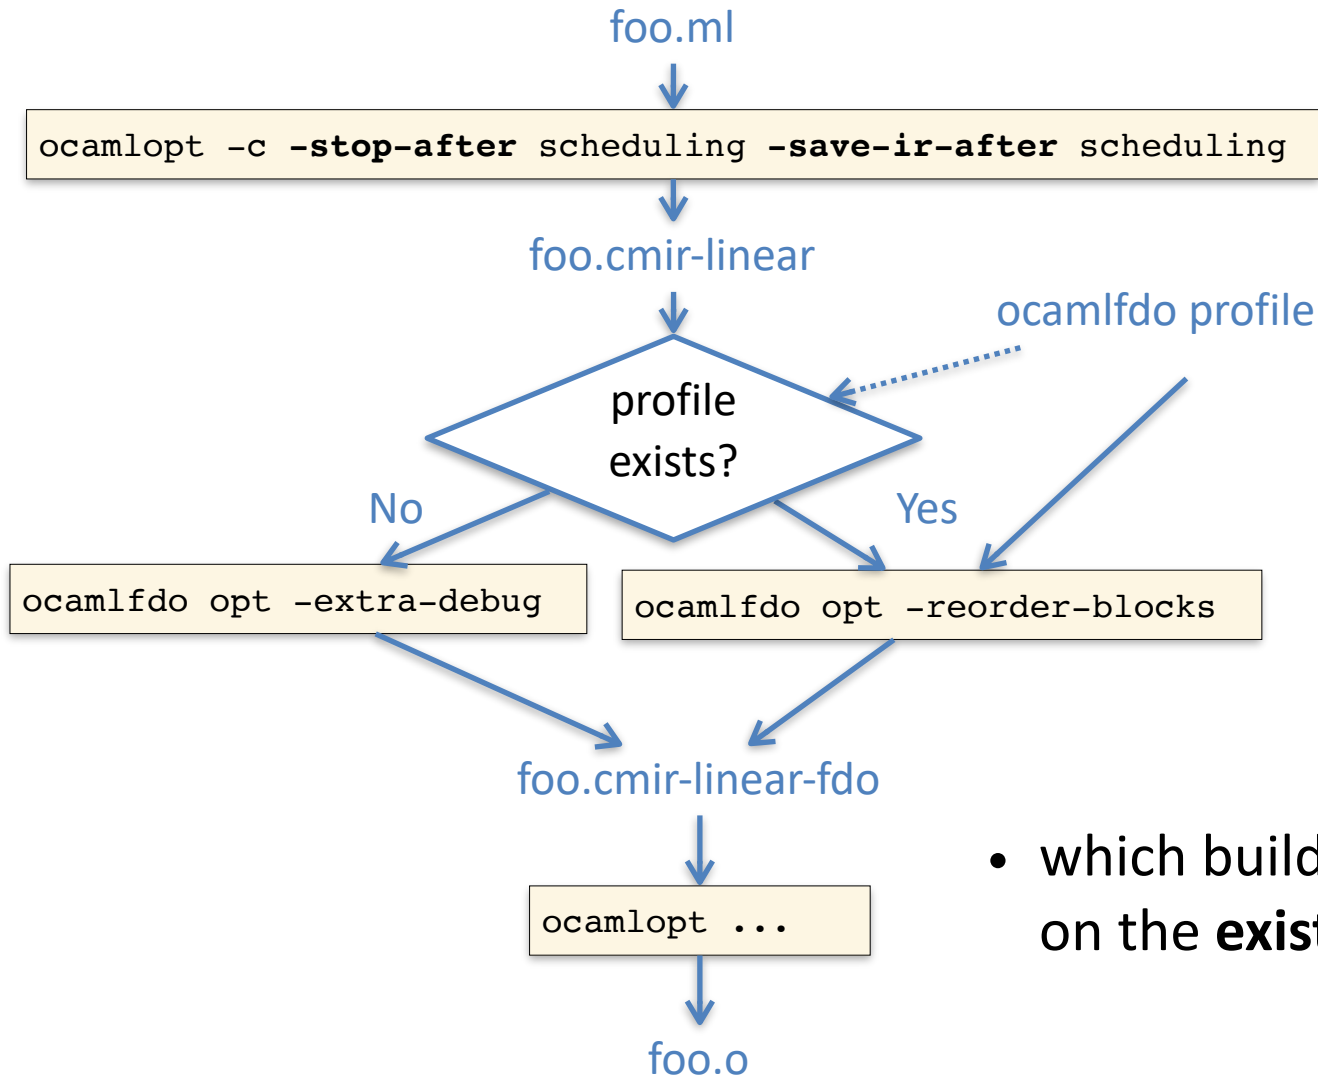 foo.ml
ocamlopt -c -stop-after scheduling -save-ir-after scheduling
foo.cmir-linear
ocamlfdo profile
profile
exists?
No
Yes
ocamlfdo opt -extra-debug
ocamlfdo opt -reorder-blocks
foo.cmir-linear-fdo
• which build
on the exist
ocamlopt ...
foo.o